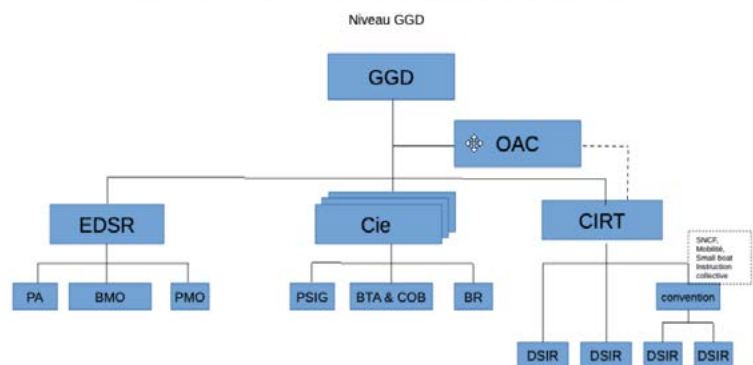 Niveau GGD
GGD
OAC
EDSR
Cie
CIRT
SNCF,
Mobilité,
Small boat
Instruction
collective
PA
BMO
PMO
PSIG
BTA & COB
BR
convention
DSIR
DSIR
DSIR
DSIR